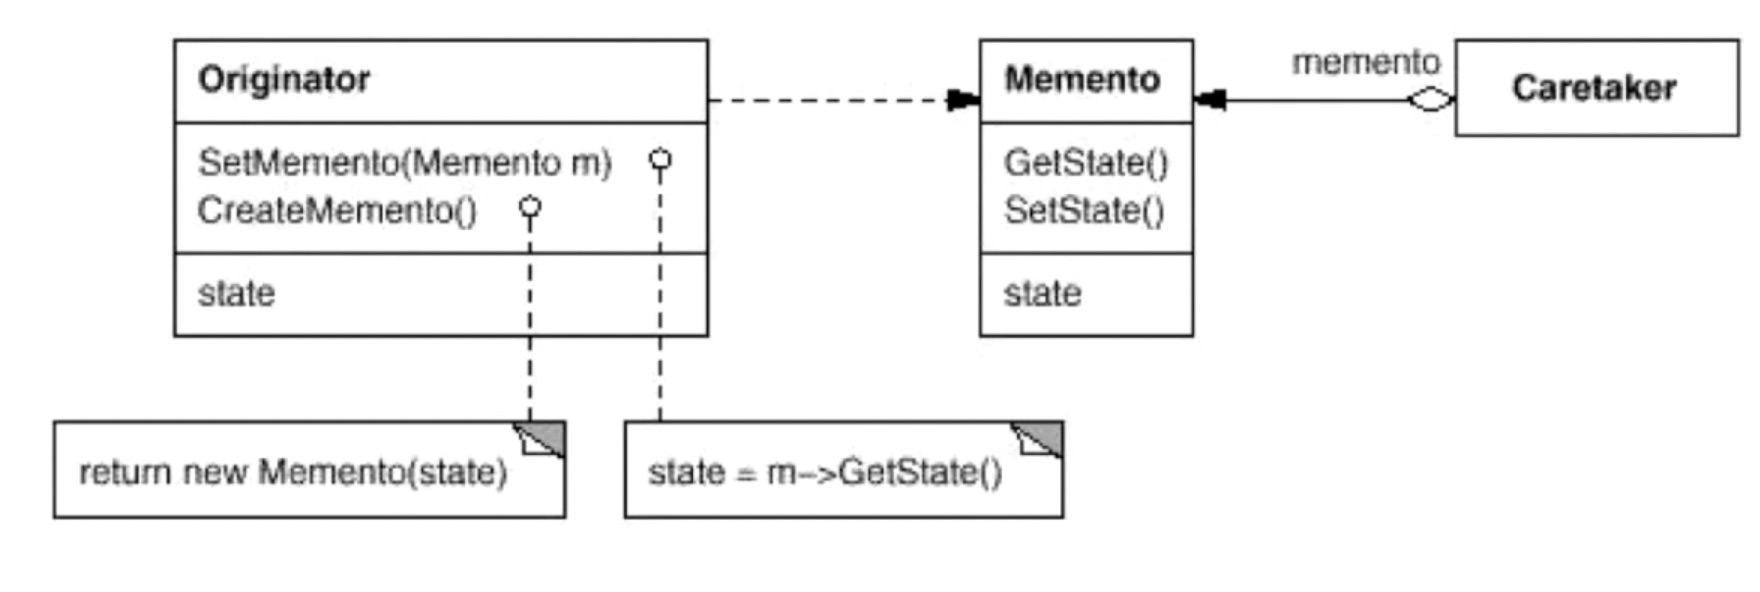 Originator
SetMemento(Memento m)
CreateMemento()
state
Memento
GetState()
SetState()
state
memento
Caretaker
return new Memento(state)
state = m->GetState()